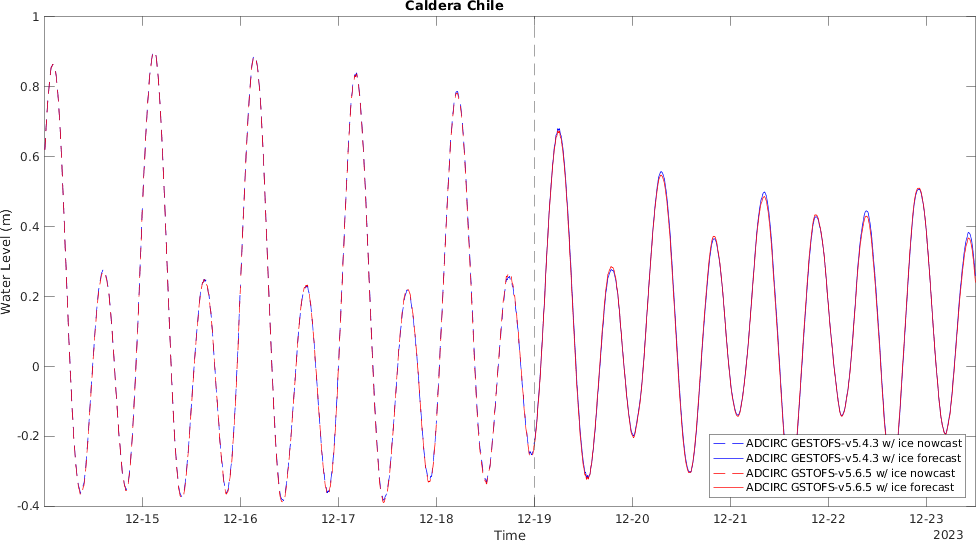 Caldera Chile
1
0.8
0.6
0.4
0.2
0
-0.2
-0.4
Water Level (m)
ADCIRC GESTOFS-v5.4.3 w/ ice nowcast
ADCIRC GESTOFS-v5.4.3 w/ ice forecast
ADCIRC GSTOFS-v5.6.5 w/ ice nowcast
ADCIRC GSTOFS-v5.6.5 w/ ice forecast
12-15 12-16 12-17 12-18 12-19 12-20 12-21 12-22 12-23
Time
2023